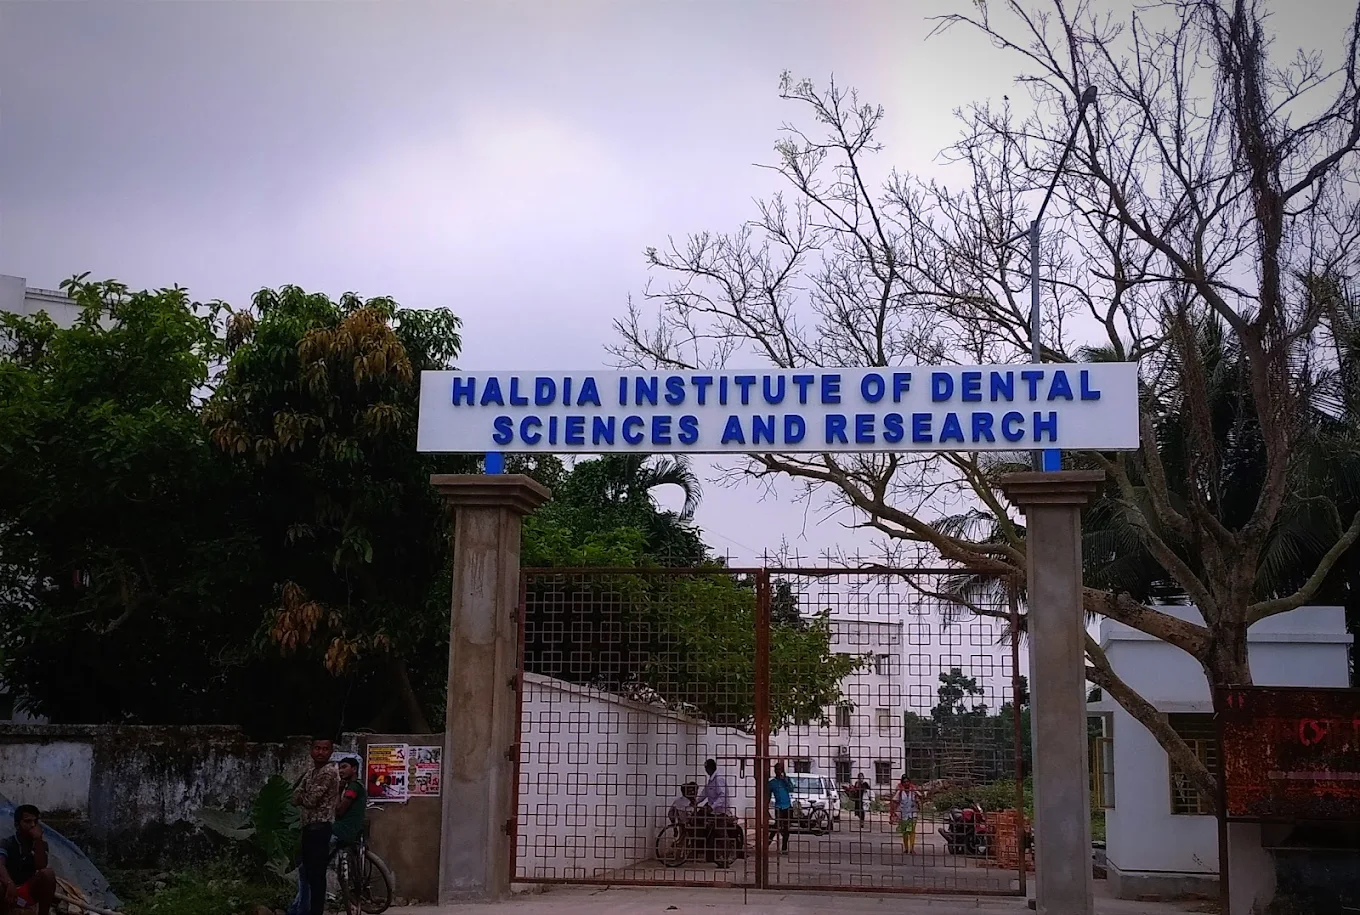 HALDIA INSTITUTE OF DENTAL
SCIENCES AND RESEARCH